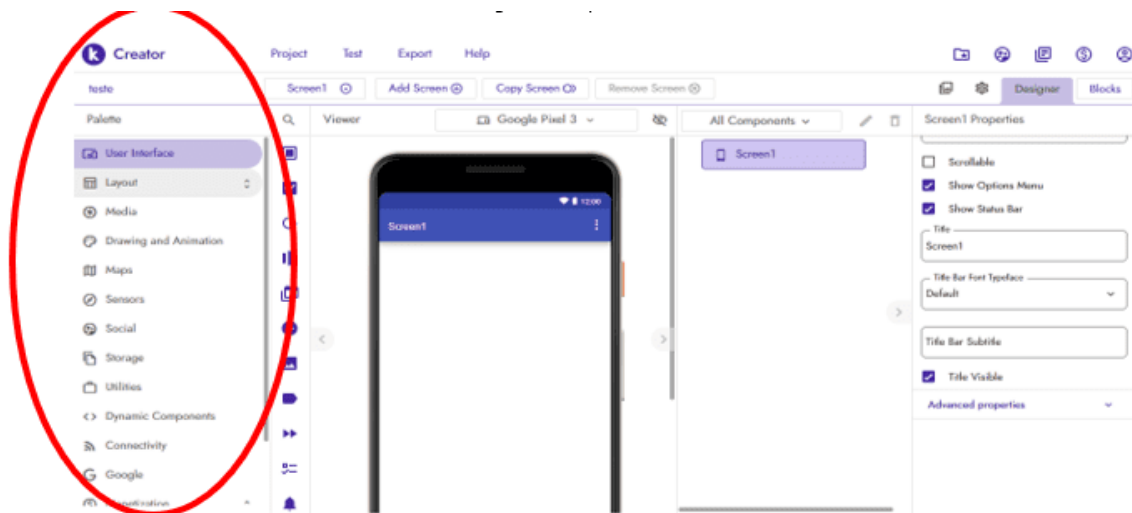 Creator
Project Test Export Help
teste
Screen1 Add Screen Copy Screen Remove Screen
Designer Blocks
Palette
Viewer
Google Pixel 3
All Components
Screen1 Properties
User Interface
Layout
Media
Drawing and Animation
Maps
Sensors
Social
Storage
Utilities
Dynamic Components
Connectivity
Google
12:00
Screen1
Screen1
Scrollable
Show Options Menu
Show Status Bar
Title
Screen1
Title Bar Font Typeface
Default
Title Bar Subtitle
Title Visible
Advanced properties